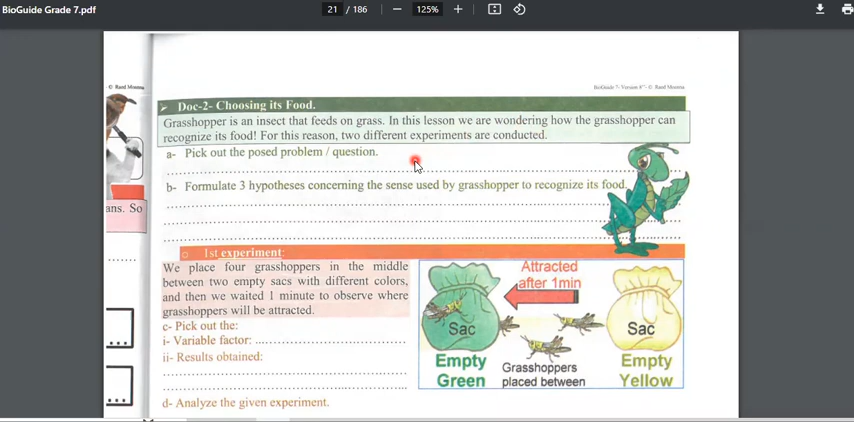 BioGuide Grade 7.pdf
21 / 186
125%
© Raed Monma
BioGuide 7- Version 8
© Raed Monma
➤ Doc-2- Choosing its Food.
Grasshopper is an insect that feeds on grass. In this lesson we are wondering how the grasshopper can
recognize its food! For this reason, two different experiments are conducted.
a- Pick out the posed problem / question.
b- Formulate 3 hypotheses concerning the sense used by grasshopper to recognize its food.
ans. So
1st experiment:
We place four grasshoppers in the middle
between two empty sacs with different colors,
and then we waited 1 minute to observe where
grasshoppers will be attracted.
c- Pick out the:
i- Variable factor:
ii- Results obtained:
d- Analyze the given experiment.
Attracted
after 1min
Sac
Sac
Empty
Green
Grasshoppers
placed between
Empty
Yellow